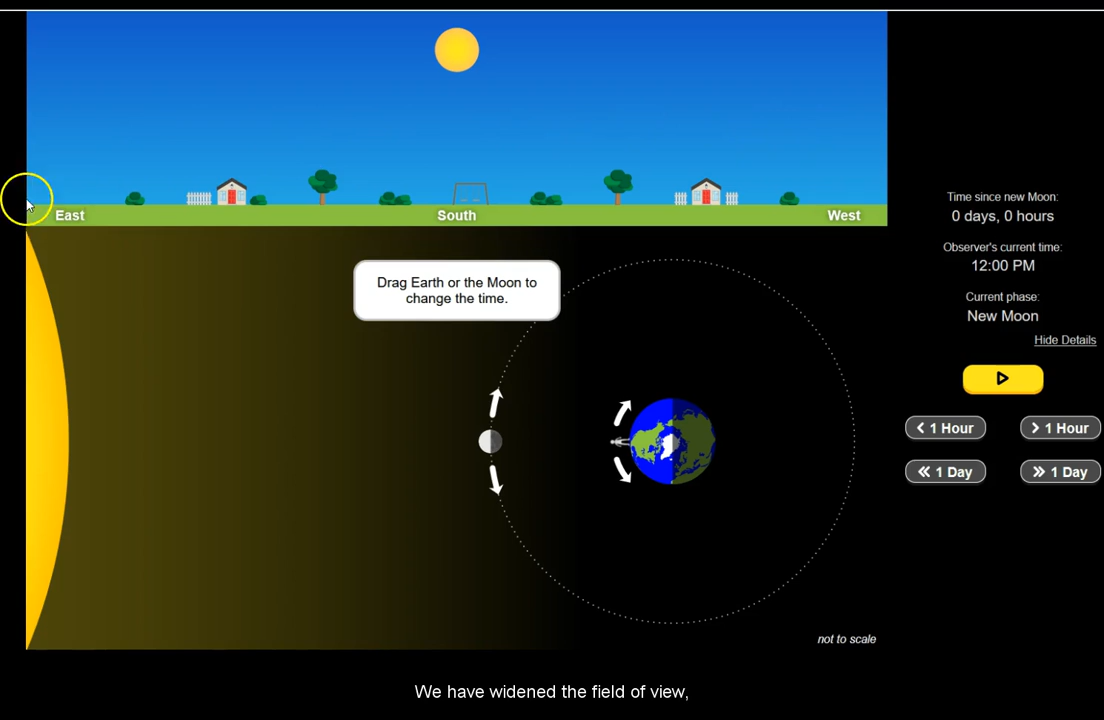 East
South
West
Time since new Moon:
0 days, 0 hours
Observer's current time:
12:00 PM
Current phase:
New Moon
Hide Details
Drag Earth or the Moon to
change the time.
1 Hour
1 Hour
1 Day
1 Day
not to scale
We have widened the field of view,